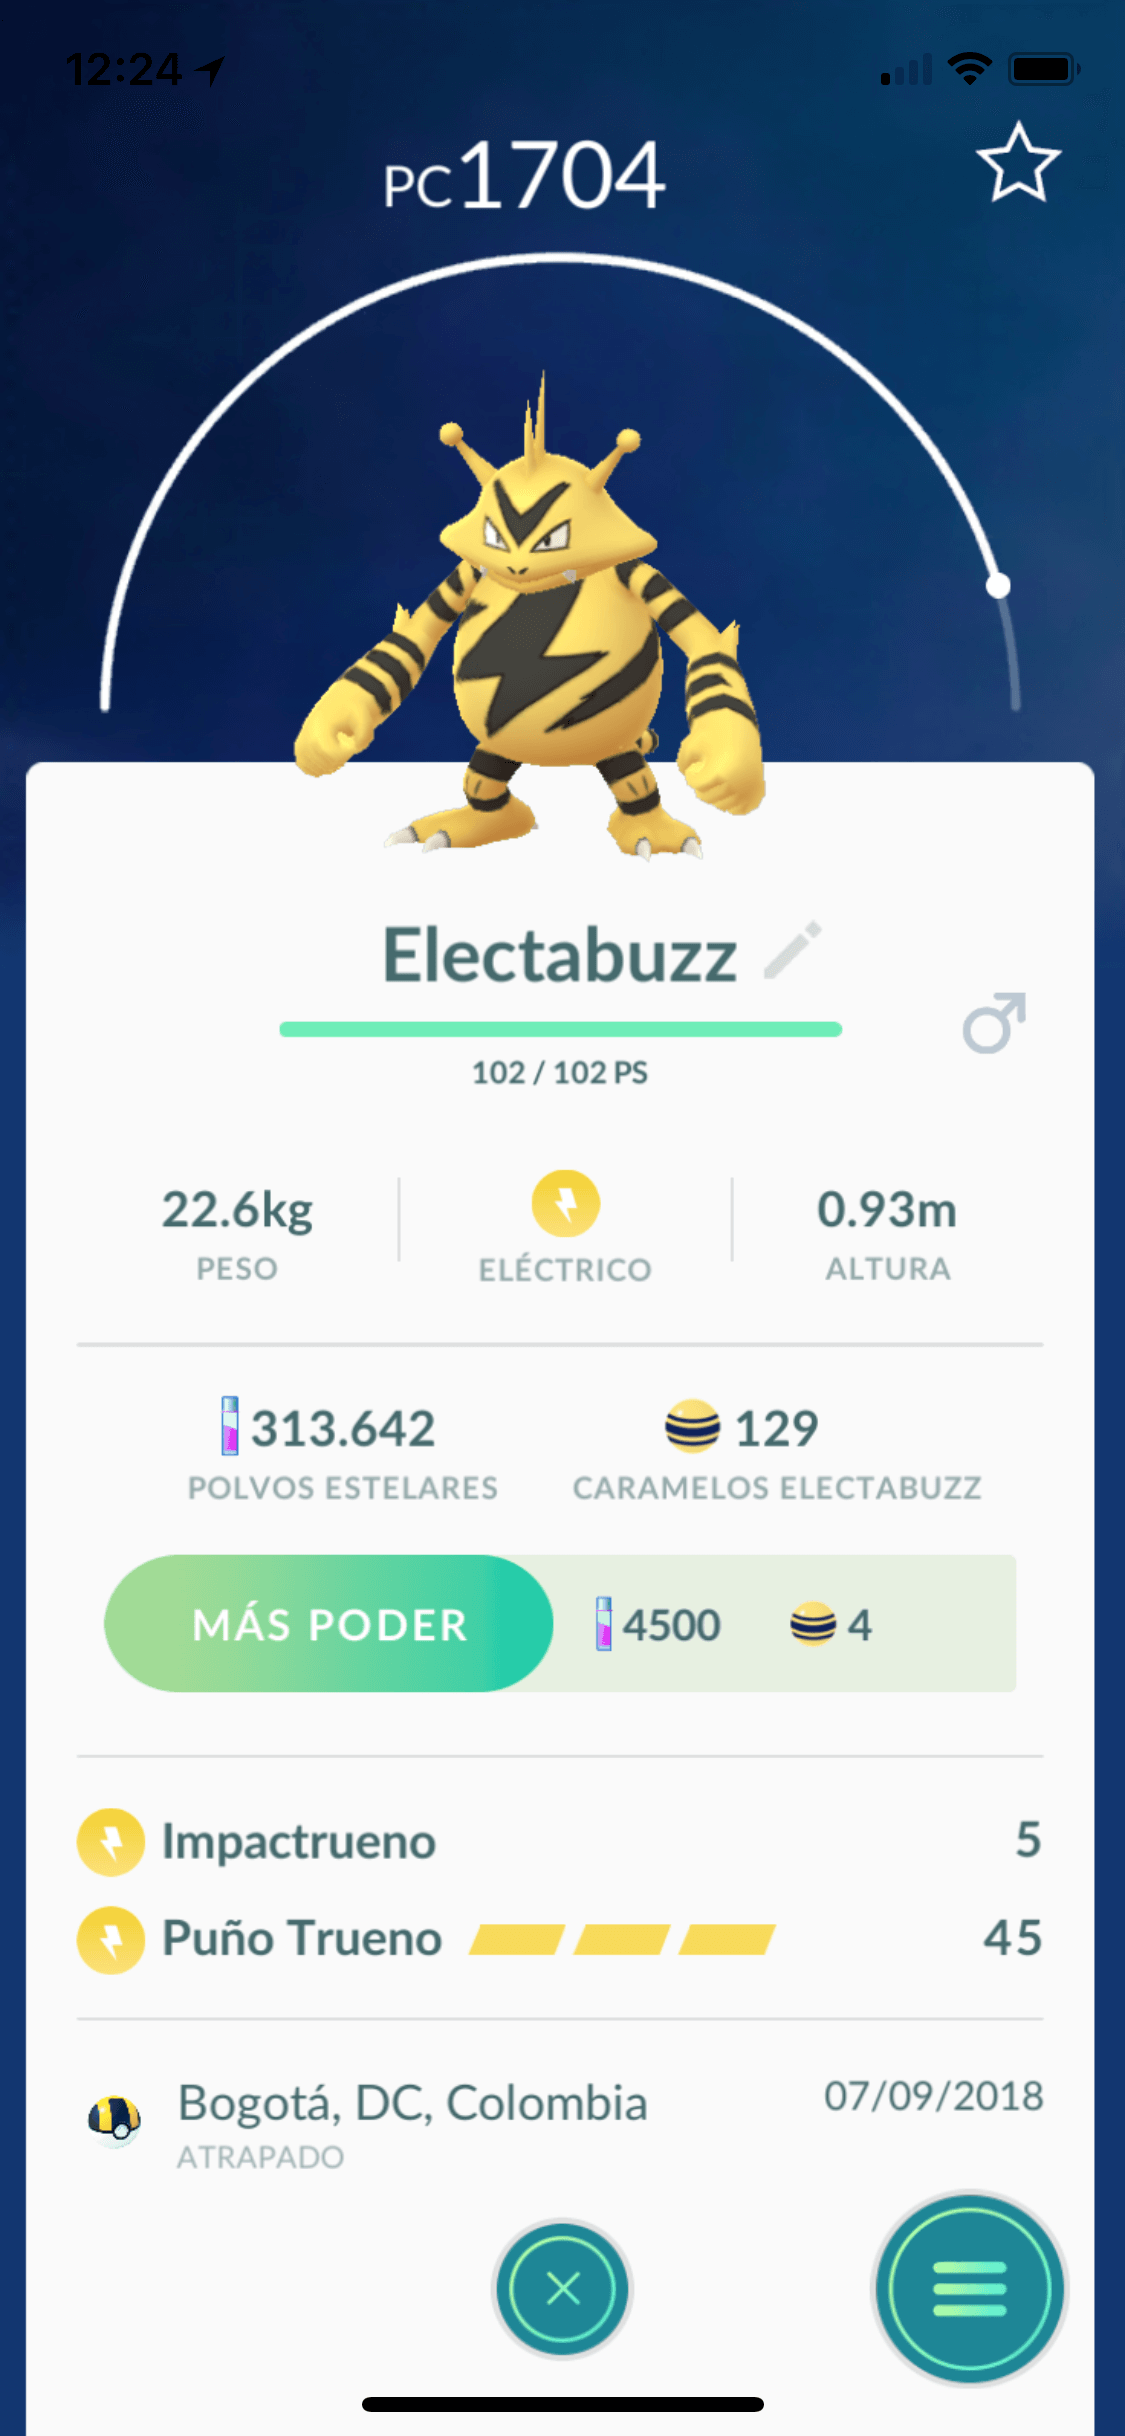 12:24
PC1704
Electabuzz
102 / 102 PS
22.6kg
PESO
ELÉCTRICO
0.93m
ALTURA
313.642
POLVOS ESTELARES
129
CARAMELOS ELECTABUZZ
MÁS PODER 4500 4
Impactrueno 5
Puño Trueno 45
Bogotá, DC, Colombia 07/09/2018
ATRAPADO